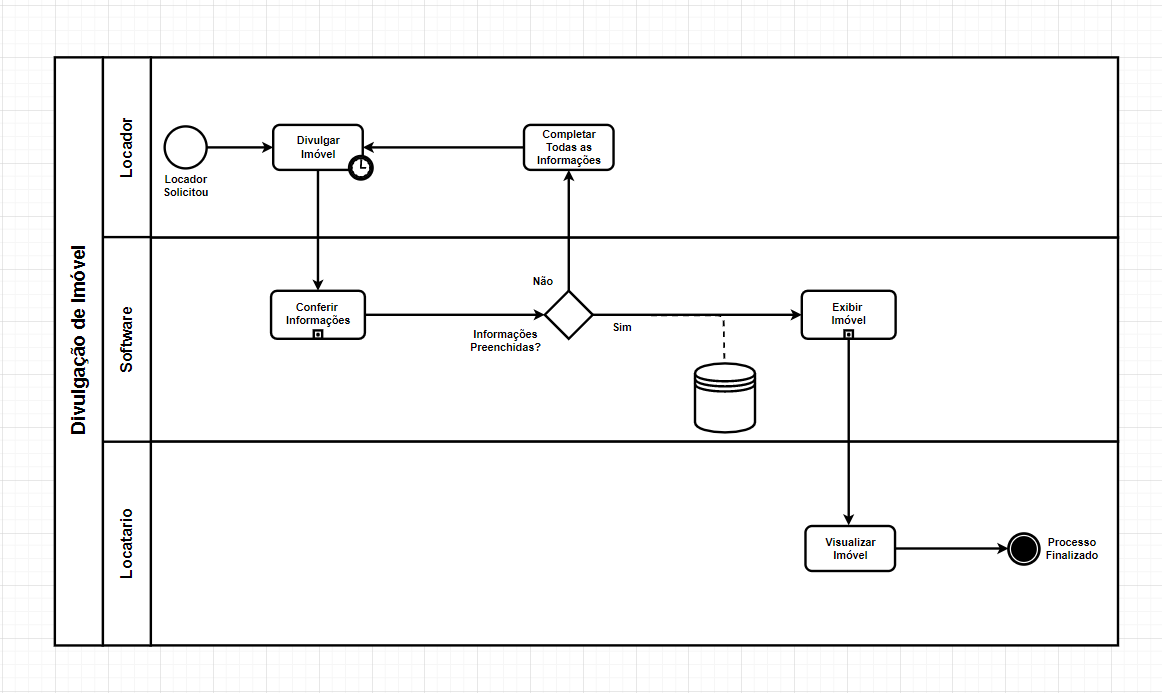 Divulgação de Imóvel
Locador
Locador
Solicitou
Divulgar
Imóvel
Completar
Todas as
Informações
Software
Conferir
Informações
Não
Informações
Preenchidas?
Sim
Exibir
Imóvel
Locatario
Visualizar
Imóvel
Processo
Finalizado